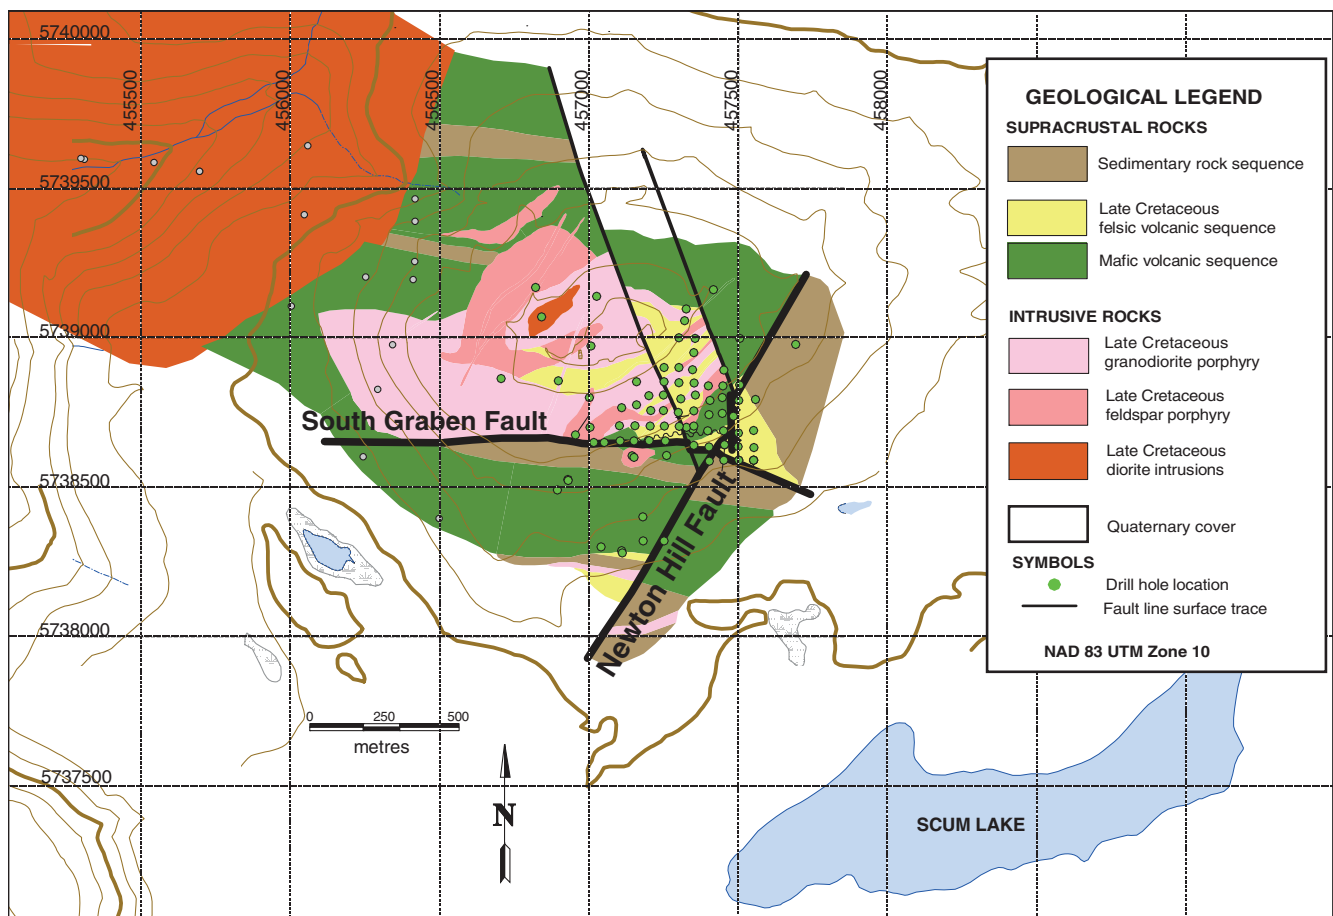 5740000
5739500
5739000
5738500
5738000
5737500
455500
456000
456500
457000
457500
458000
South Graben Fault
Newton Hill Fault
0 250 500
metres
N
SCUM LAKE
GEOLOGICAL LEGEND
SUPRACRUSTAL ROCKS
Sedimentary rock sequence
Late Cretaceous
felsic volcanic sequence
Mafic volcanic sequence
INTRUSIVE ROCKS
Late Cretaceous
granodiorite porphyry
Late Cretaceous
feldspar porphyry
Late Cretaceous
diorite intrusions
Quaternary cover
SYMBOLS
Drill hole location
Fault line surface trace
NAD 83 UTM Zone 10